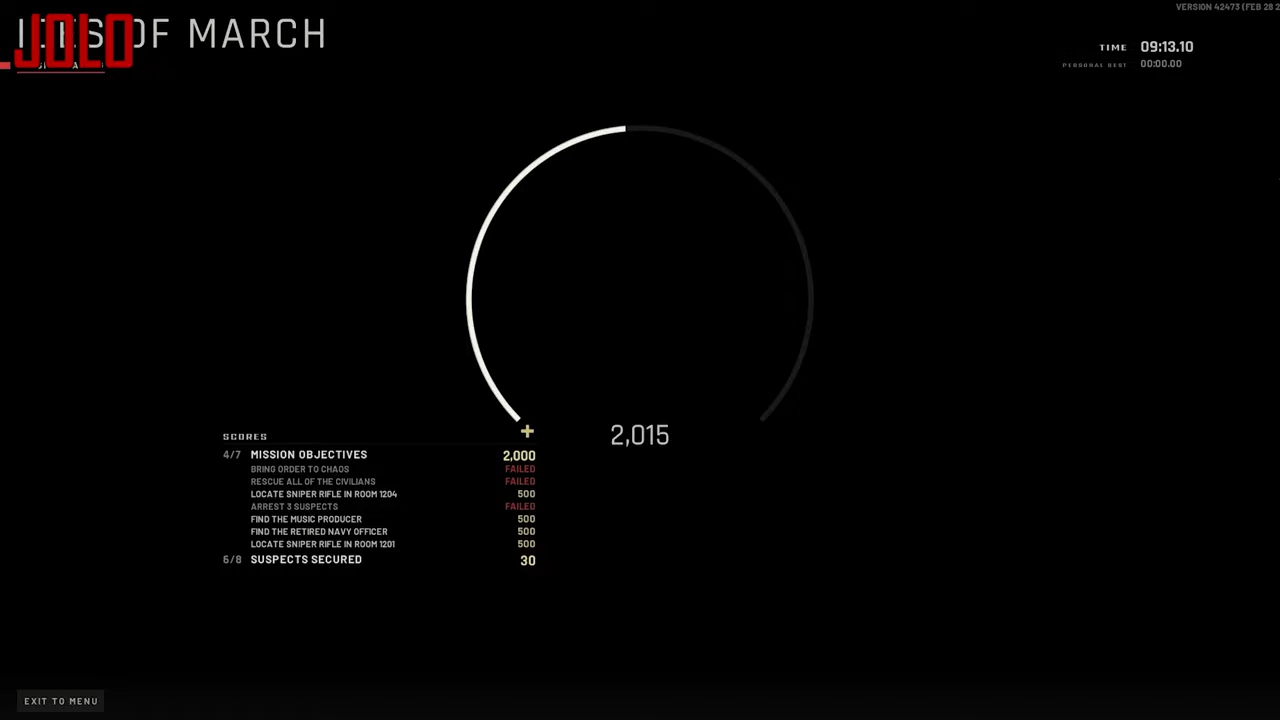 VERSION 42473 (FEB 28 2
OF MARCH
JOLO
TIME 09:13.10
PERSONAL BEST 00:00.00
2,015
SCORES
4/7 MISSION OBJECTIVES 2,000
BRING ORDER TO CHAOS FAILED
RESCUE ALL OF THE CIVILIANS FAILED
LOCATE SNIPER RIFLE IN ROOM 1204 500
ARREST 3 SUSPECTS FAILED
FIND THE MUSIC PRODUCER 500
FIND THE RETIRED NAVY OFFICER 500
LOCATE SNIPER RIFLE IN ROOM 1201 500
6/8 SUSPECTS SECURED 30
EXIT TO MENU